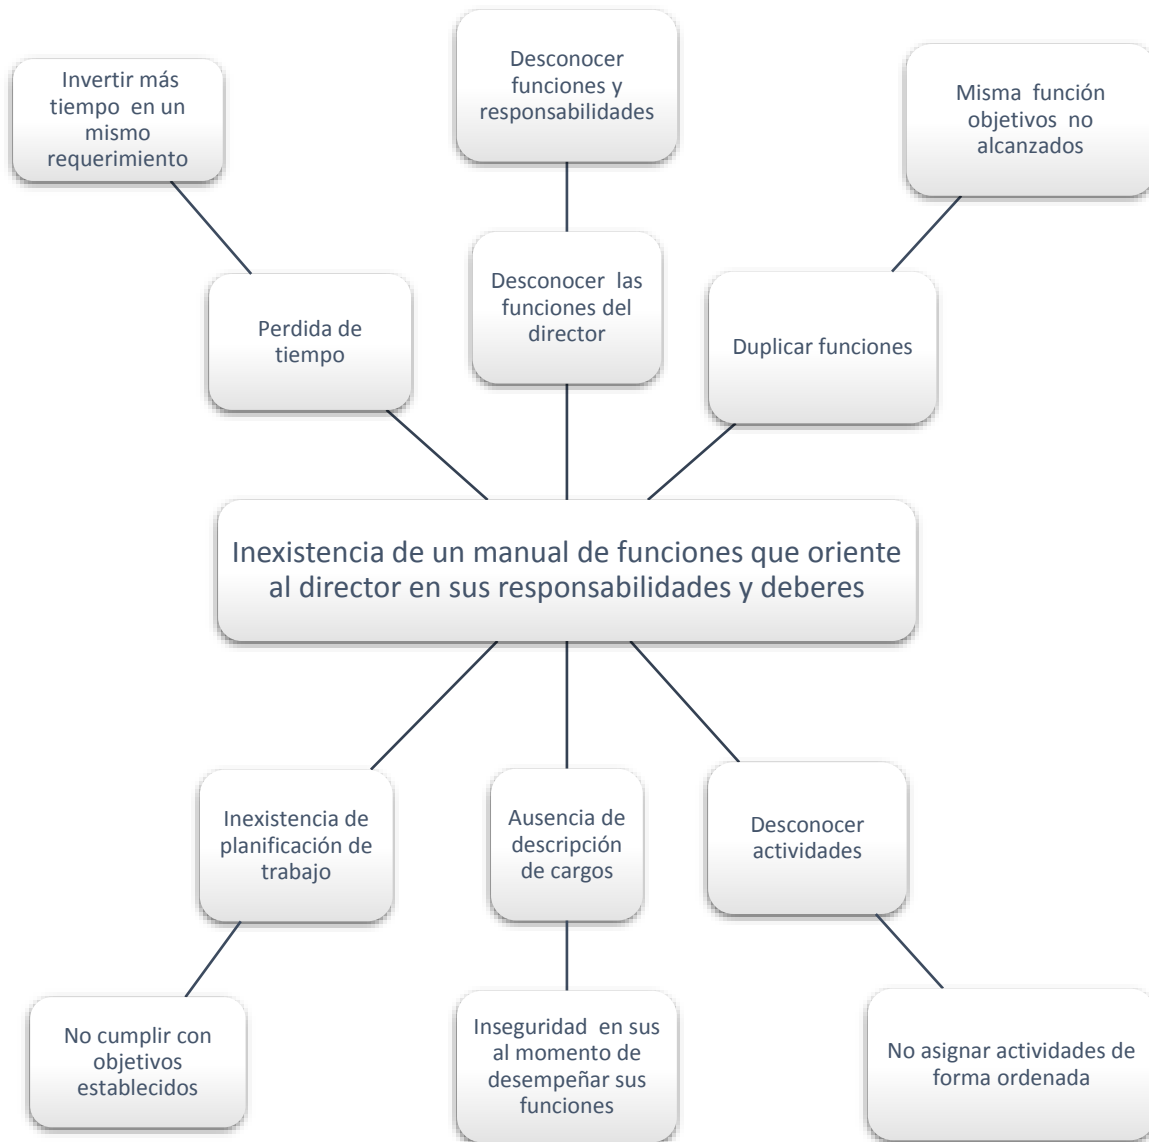 Invertir más
tiempo en un
mismo
requerimiento
Desconocer
funciones y
responsabilidades
Misma función
objetivos no
alcanzados
Perdida de
tiempo
Desconocer las
funciones del
director
Duplicar funciones
Inexistencia de un manual de funciones que oriente
al director en sus responsabilidades y deberes
Inexistencia de
planificación de
trabajo
Ausencia de
descripción
de cargos
Desconocer
actividades
No cumplir con
objetivos
establecidos
Inseguridad en sus
al momento de
desempeñar sus
funciones
No asignar actividades de
forma ordenada